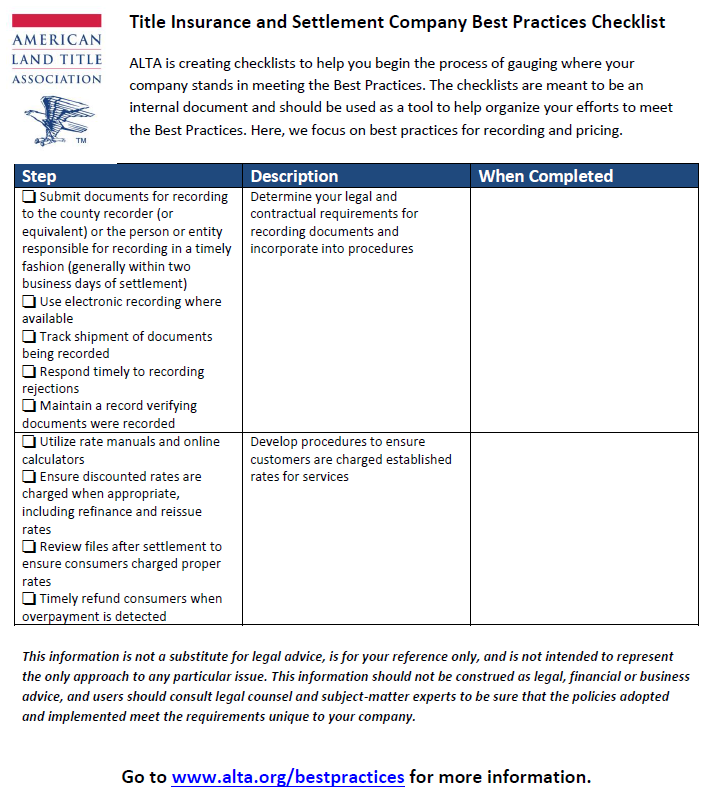 AMERICAN
LAND TITLE
ASSOCIATION
TM
Title Insurance and Settlement Company Best Practices Checklist
ALTA is creating checklists to help you begin the process of gauging where your
company stands in meeting the Best Practices. The checklists are meant to be an
internal document and should be used as a tool to help organize your efforts to meet
the Best Practices. Here, we focus on best practices for recording and pricing.
Step
Description
When Completed
❏ Submit documents for recording
to the county recorder (or
equivalent) or the person or entity
responsible for recording in a timely
fashion (generally within two
business days of settlement)
❏ Use electronic recording where
available
❏ Track shipment of documents
being recorded
❏ Respond timely to recording
rejections
❏ Maintain a record verifying
documents were recorded
Determine your legal and
contractual requirements for
recording documents and
incorporate into procedures
❏ Utilize rate manuals and online
calculators
❏ Ensure discounted rates are
charged when appropriate,
including refinance and reissue
rates
❏ Review files after settlement to
ensure consumers charged proper
rates
❏ Timely refund consumers when
overpayment is detected
Develop procedures to ensure
customers are charged established
rates for services
This information is not a substitute for legal advice, is for your reference only, and is not intended to represent
the only approach to any particular issue. This information should not be construed as legal, financial or business
advice, and users should consult legal counsel and subject-matter experts to be sure that the policies adopted
and implemented meet the requirements unique to your company.
Go to www.alta.org/bestpractices for more information.